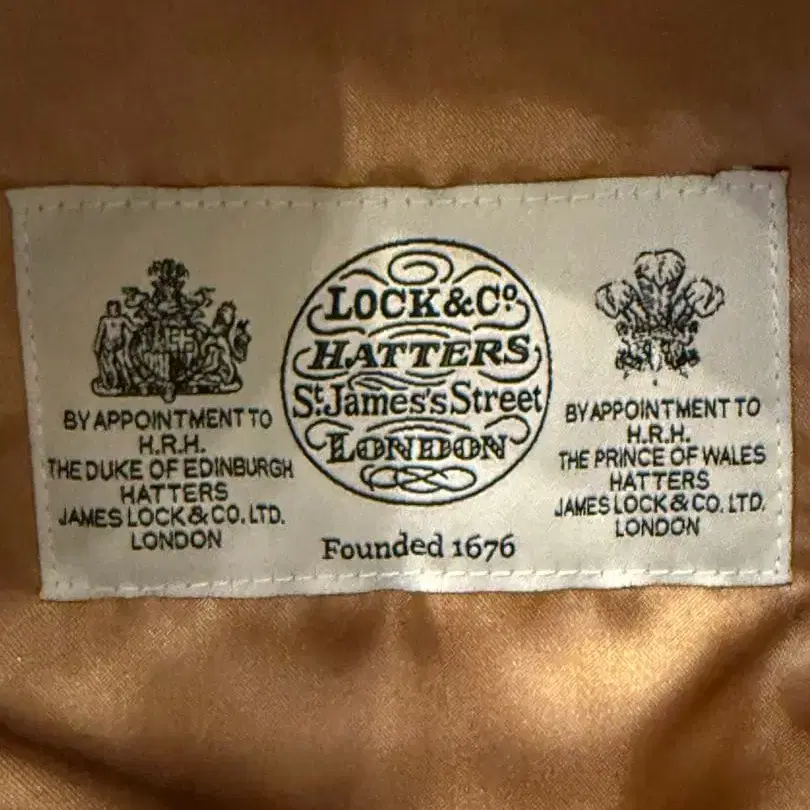 BY APPOINTMENT TO
H.R.H.
THE DUKE OF EDINBURGH
HATTERS
JAMES LOCK & CO. LTD.
LONDON
LOCK & Cº
HATTERS
St. James's Street
LONDON
Founded 1676
BY APPOINTMENT TO
H.R.H.
THE PRINCE OF WALES
HATTERS
JAMES LOCK & CO. LTD.
LONDON